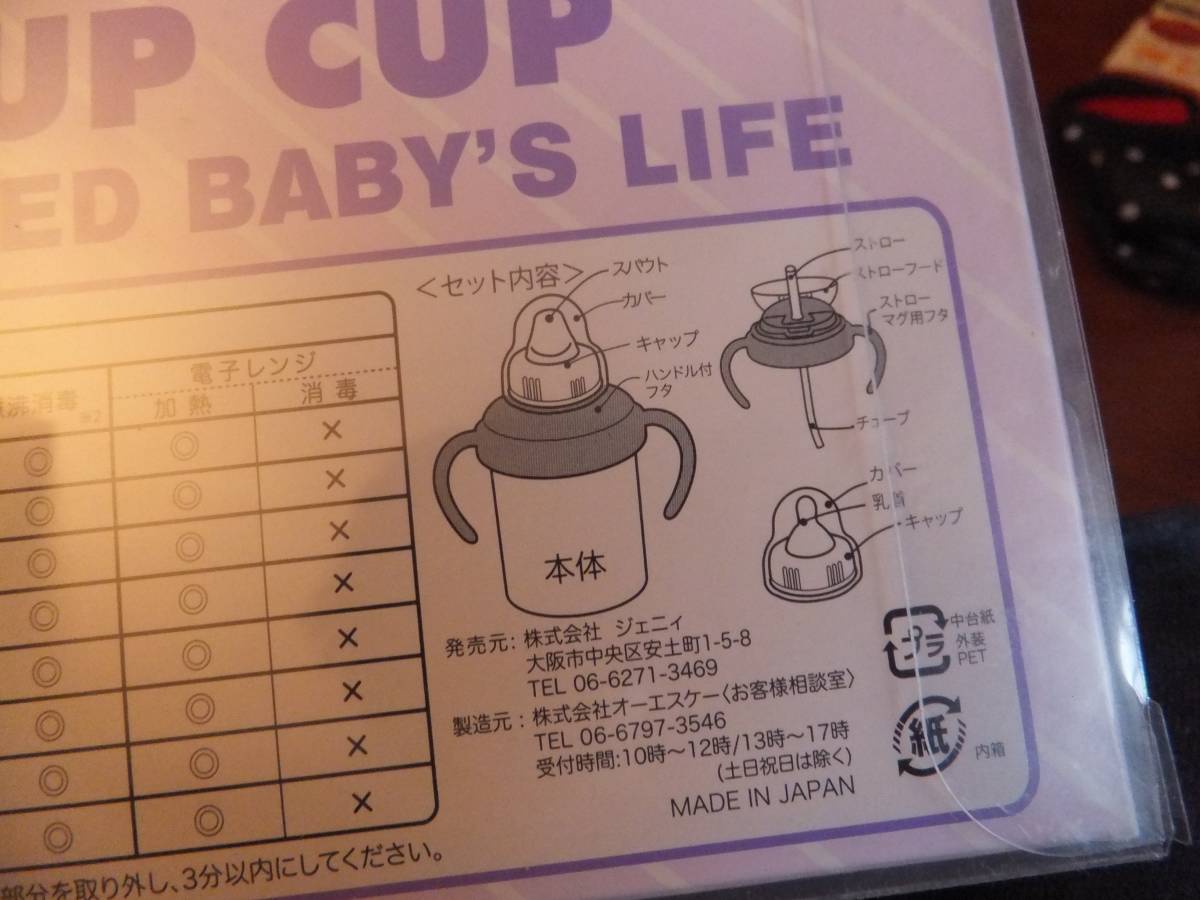 UP CUP
ED BABY'S LIFE
<セット内容>
スパウト
カバー
キャップ
ハンドル付
フタ
本体
ストロー
ストローフード
ストロー
マグ用フタ
チューブ
カバー
乳首
キャップ
電子レンジ
沸消毒 ※2
加熱
消毒
◎ ◎ ×
◎ ◎ ×
◎ ◎ ×
◎ ◎ ×
◎ ◎ ×
◎ ◎ ×
◎ ◎ ×
◎ ◎ ×
発売元: 株式会社 ジェニィ
大阪市中央区安土町1-5-8
TEL 06-6271-3469
製造元: 株式会社オーエスケー〈お客様相談室〉
TEL 06-6797-3546
受付時間:10時〜12時/13時〜17時
(土日祝日は除く)
MADE IN JAPAN
プラ
中台紙
外装
PET
紙
内箱
部分を取り外し、3分以内にしてください。